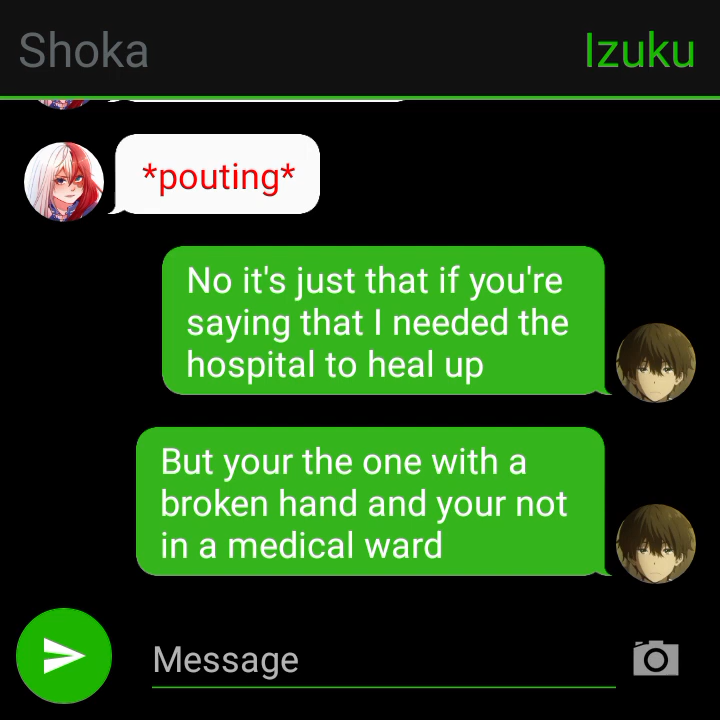 Shoka
Izuku
*pouting*
No it's just that if you're
saying that I needed the
hospital to heal up
But your the one with a
broken hand and your not
in a medical ward
Message